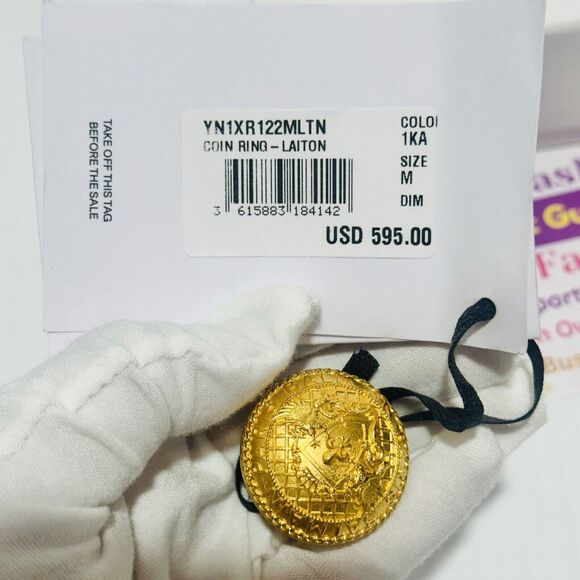 TAKE OFF THIS TAG
BEFORE THE SALE
YN1XR122MLTN
COIN RING-LAITON
3 615883 184142
COLO
1KA
SIZE
M
DIM
USD 595.00